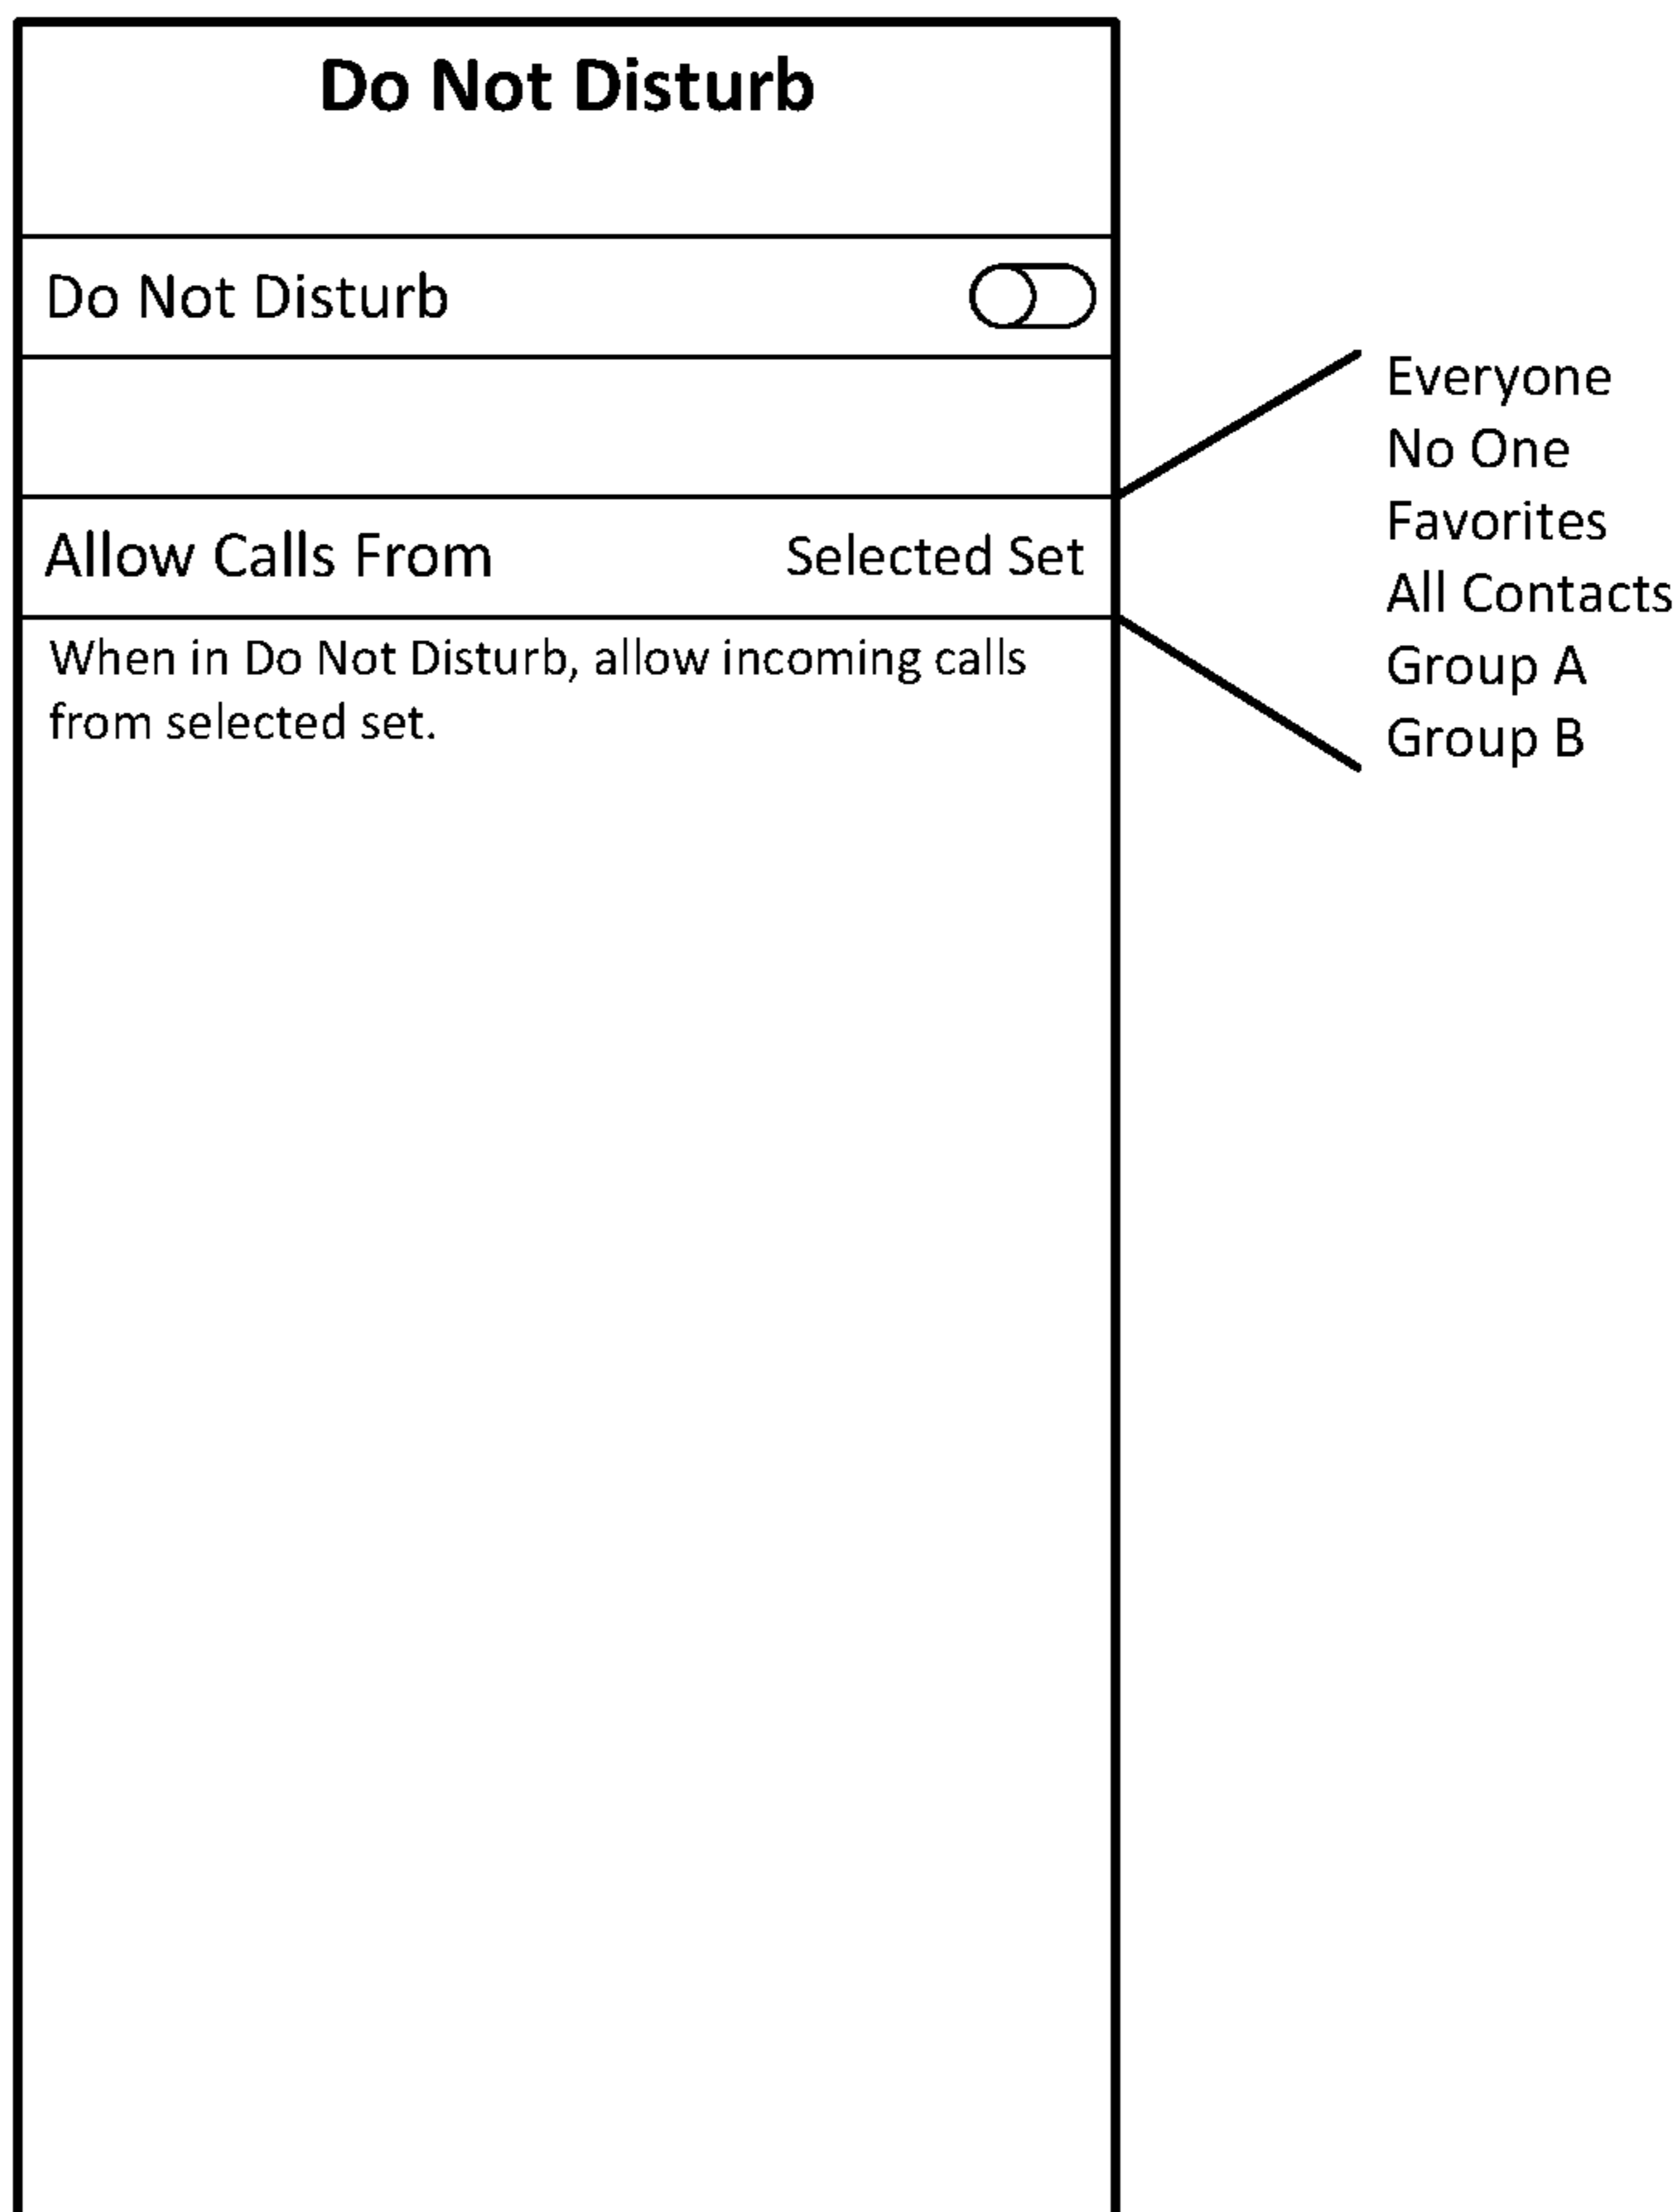 Do Not Disturb
Do Not Disturb
Allow Calls From Selected Set
When in Do Not Disturb, allow incoming calls
from selected set.
Everyone
No One
Favorites
All Contacts
Group A
Group B